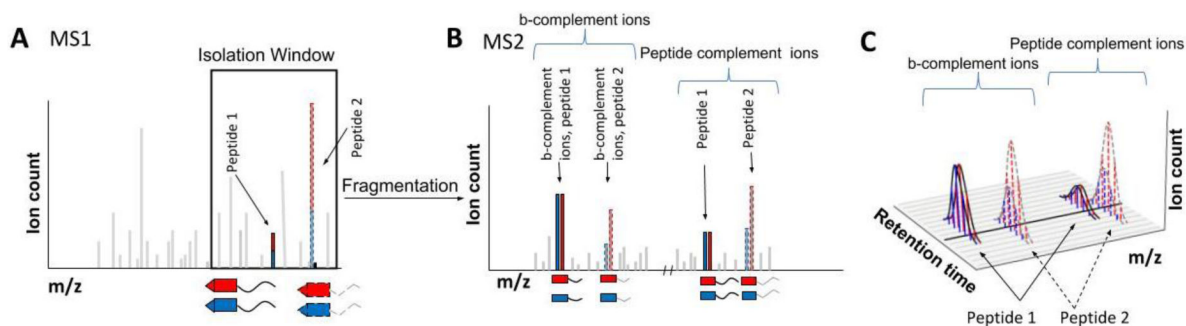 A
MS1
Isolation Window
Peptide 1
Peptide 2
Ion count
m/z
Fragmentation
B
MS2
b-complement ions
Peptide complement ions
b-complement
ions, peptide 1
b-complement
ions, peptide 2
Peptide 1
Peptide 2
Ion count
m/z
C
Peptide complement ions
b-complement ions
Ion count
Retention time
m/z
Peptide 1
Peptide 2